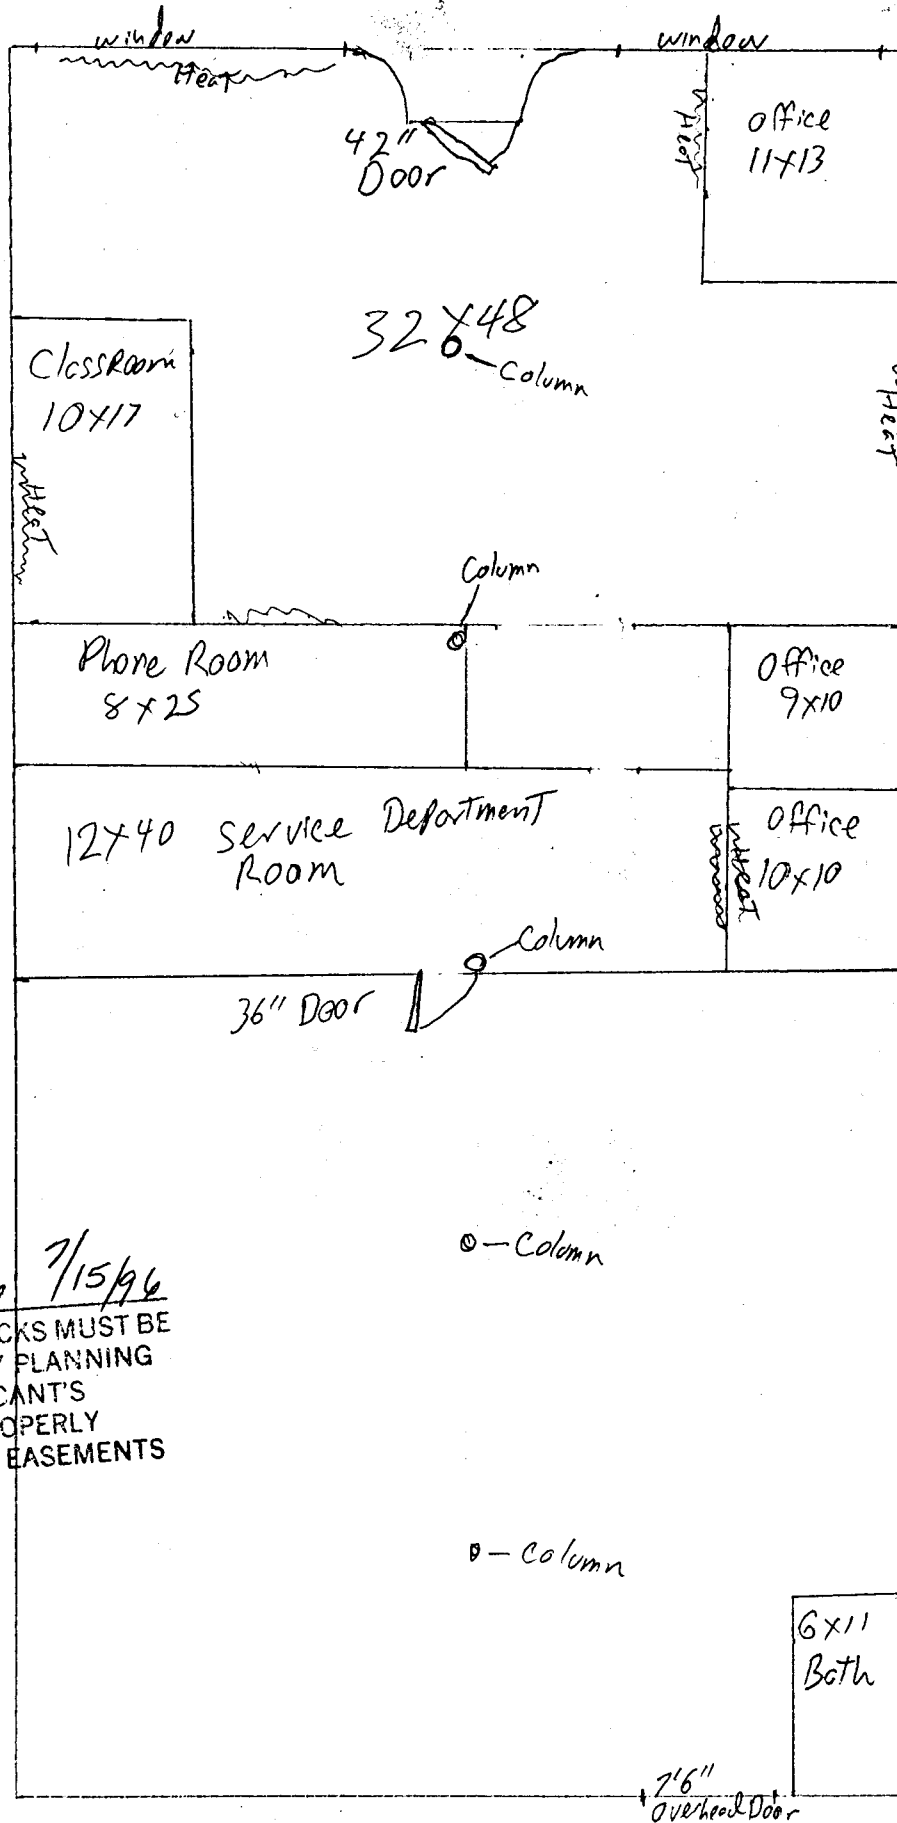 window
window
Heat
42"
Door
Heat
office
11x13
32x48
Column
ClassRoom
10x17
Heat
Heat
Column
Phone Room
8x25
Office
9x10
12x40 Service Department
Room
Office
10x10
Heat
Column
36" Door
Column
7/15/96
CKS MUST BE
PLANNING
CANT'S
OPERLY
EASEMENTS
Column
6x11
Bath
7'6"
Overhead Door